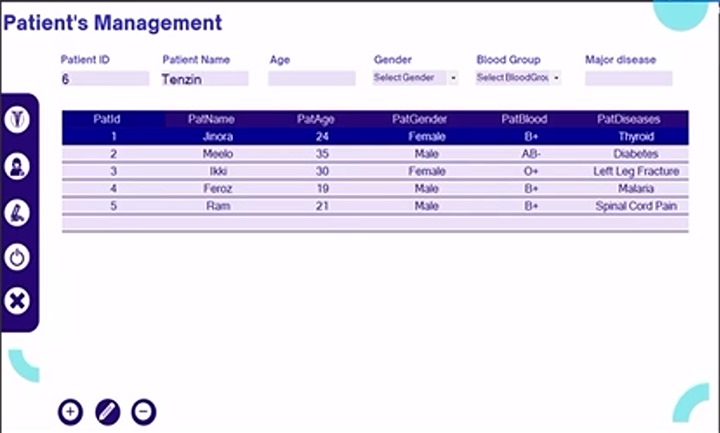 Patient's Management
Patient ID Patient Name Age Gender Blood Group Major disease
6 Tenzin Select Gender Select BloodGrou
PatId PatName PatAge PatGender PatBlood PatDiseases
1 Jinora 24 Female B+ Thyroid
2 Meelo 35 Male AB- Diabetes
3 Ikki 30 Female O+ Left Leg Fracture
4 Feroz 19 Male B+ Malaria
5 Ram 21 Male B+ Spinal Cord Pain